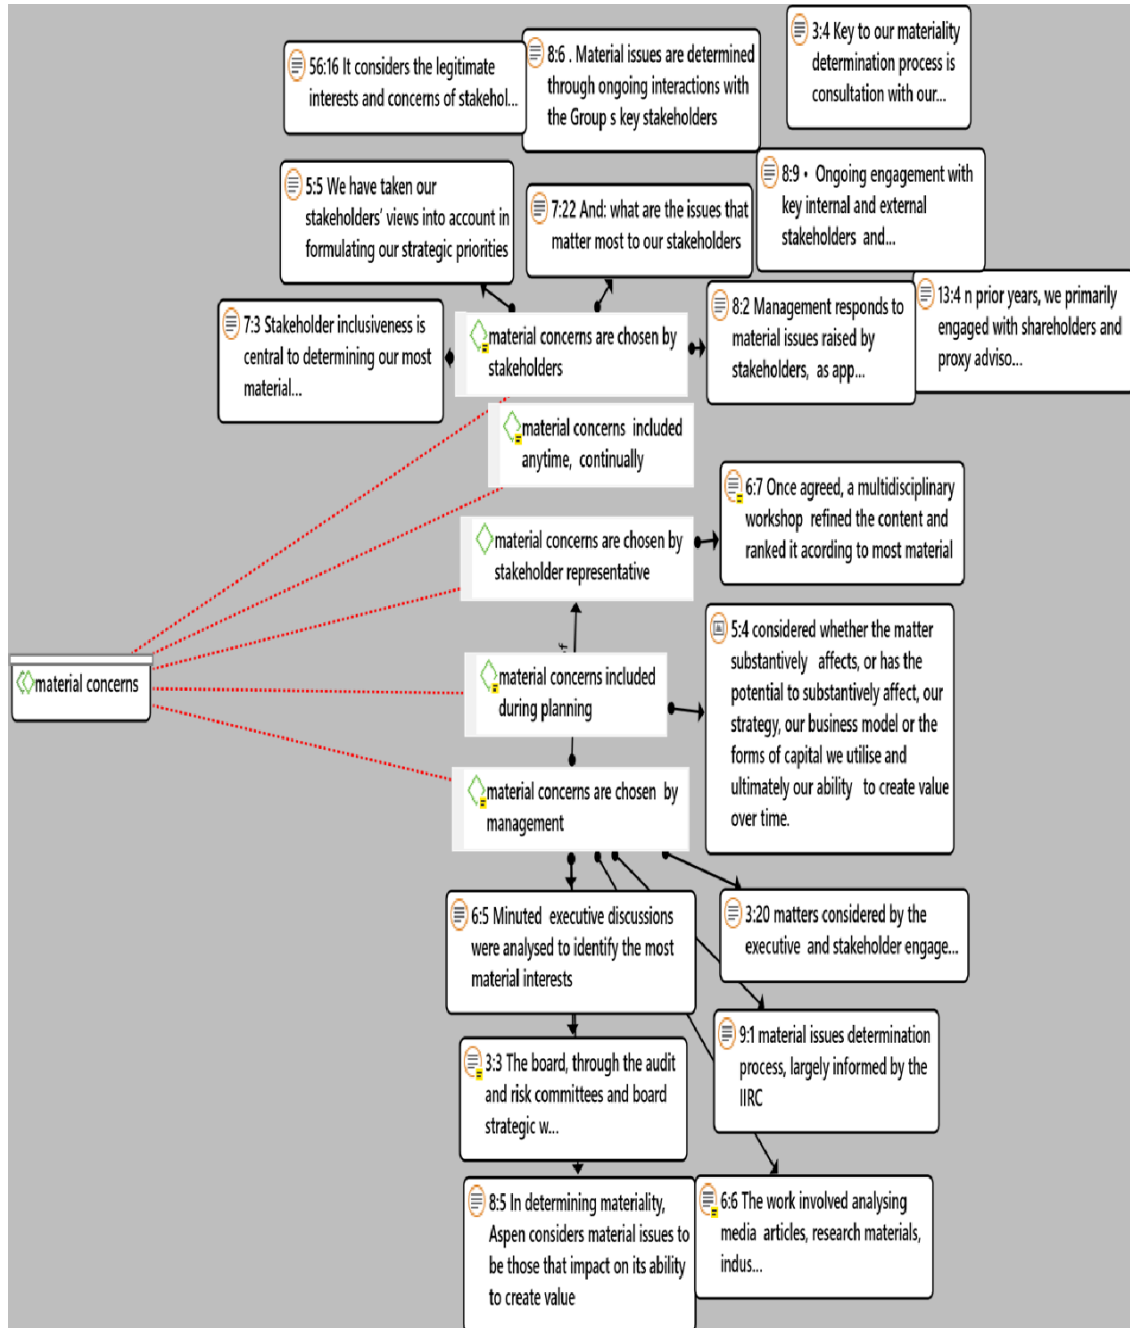 3:4 Key to our materiality
determination process is
consultation with our...
56:16 It considers the legitimate
interests and concerns of stakehol...
8:6 . Material issues are determined
through ongoing interactions with
the Group s key stakeholders
8:9 • Ongoing engagement with
key internal and external
stakeholders and...
5:5 We have taken our
stakeholders' views into account in
formulating our strategic priorities
7:22 And: what are the issues that
matter most to our stakeholders
13:4 n prior years, we primarily
engaged with shareholders and
proxy adviso...
8:2 Management responds to
material issues raised by
stakeholders, as app...
7:3 Stakeholder inclusiveness is
central to determining our most
material...
material concerns are chosen by
stakeholders
material concerns included
anytime, continually
6:7 Once agreed, a multidisciplinary
workshop refined the content and
ranked it acording to most material
material concerns are chosen by
stakeholder representative
5:4 considered whether the matter
substantively affects, or has the
potential to substantively affect, our
strategy, our business model or the
forms of capital we utilise and
ultimately our ability to create value
over time.
material concerns included
during planning
material concerns
material concerns are chosen by
management
6:5 Minuted executive discussions
were analysed to identify the most
material interests
3:20 matters considered by the
executive and stakeholder engage...
9:1 material issues determination
process, largely informed by the
IIRC
3:3 The board, through the audit
and risk committees and board
strategic w...
8:5 In determining materiality,
Aspen considers material issues to
be those that impact on its ability
to create value
6:6 The work involved analysing
media articles, research materials,
indus...